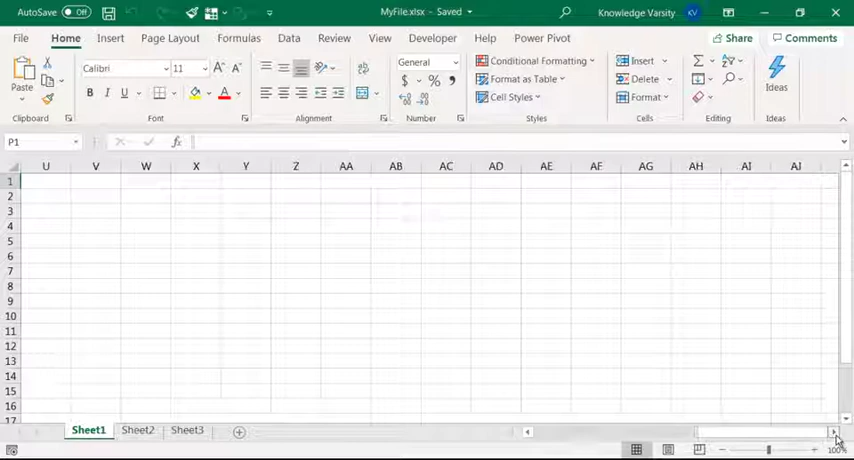 AutoSave Off MyFile.xlsx - Saved Knowledge Varsity KV
File Home Insert Page Layout Formulas Data Review View Developer Help Power Pivot Share Comments
Calibri 11 A A General Conditional Formatting Insert
Paste B I U A $ % , Format as Table Delete Ideas
Cell Styles Format
Clipboard Font Alignment Number Styles Cells Editing Ideas
P1 fx
U V W X Y Z AA AB AC AD AE AF AG AH AI AJ
1
2
3
4
5
6
7
8
9
10
11
12
13
14
15
16
17
Sheet1 Sheet2 Sheet3
100%